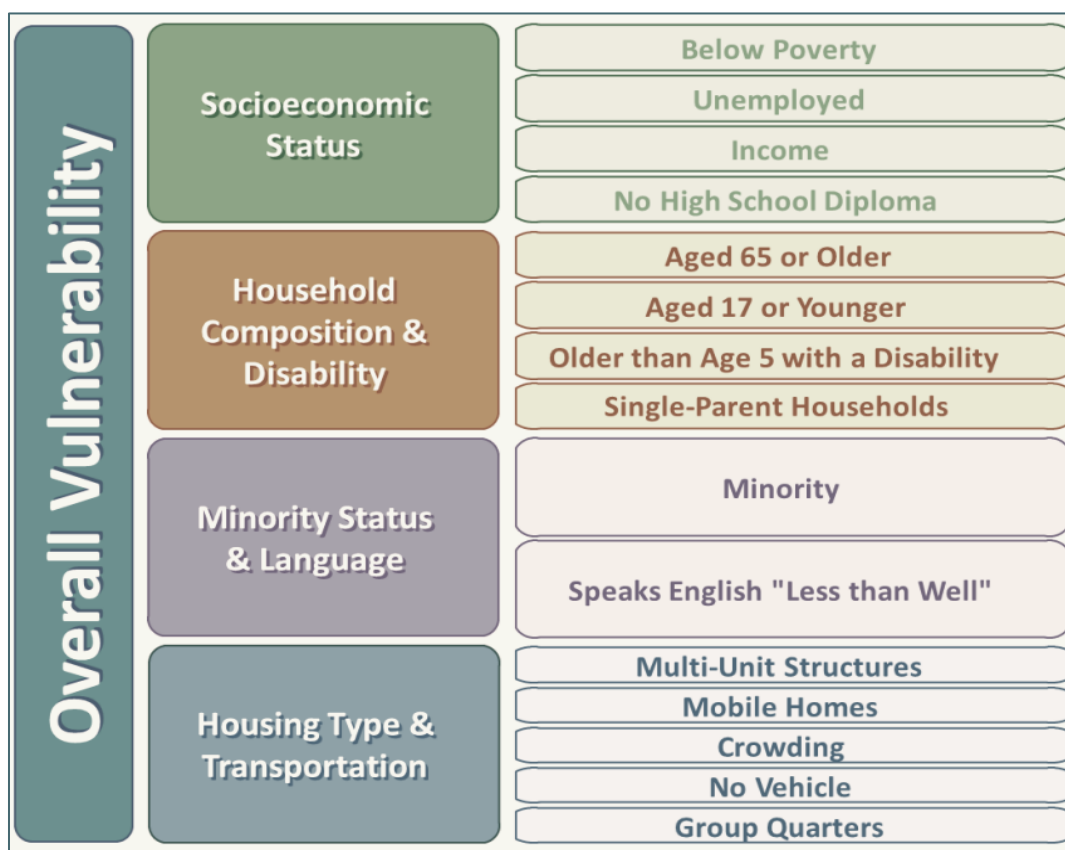 Overall Vulnerability
Socioeconomic
Status
Below Poverty
Unemployed
Income
No High School Diploma
Household
Composition &
Disability
Aged 65 or Older
Aged 17 or Younger
Older than Age 5 with a Disability
Single-Parent Households
Minority Status
& Language
Minority
Speaks English "Less than Well"
Housing Type &
Transportation
Multi-Unit Structures
Mobile Homes
Crowding
No Vehicle
Group Quarters